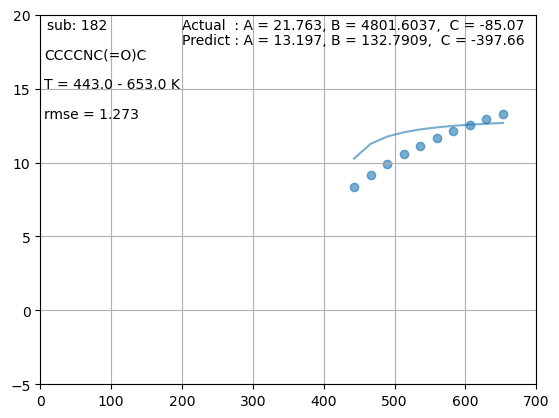 sub: 182
Actual  : A = 21.763, B = 4801.6037,  C = -85.07
Predict : A = 13.197, B = 132.7909,  C = -397.66
CCCCNC(=O)C
T = 443.0 - 653.0 K
rmse = 1.273
20
15
10
5
0
−5
0 100 200 300 400 500 600 700